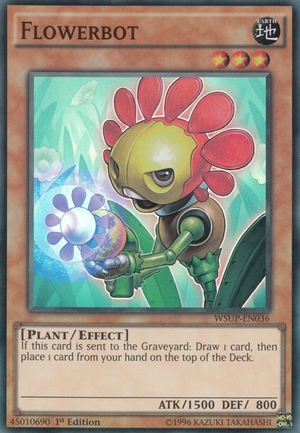 FLOWERBOT
EARTH
地
WSUP-EN036
[PLANT/EFFECT]
If this card is sent to the Graveyard: Draw 1 card, then
place 1 card from your hand on the top of the Deck.
ATK/1500 DEF/ 800
45010690 1st Edition ©1996 KAZUKI TAKAHASHI